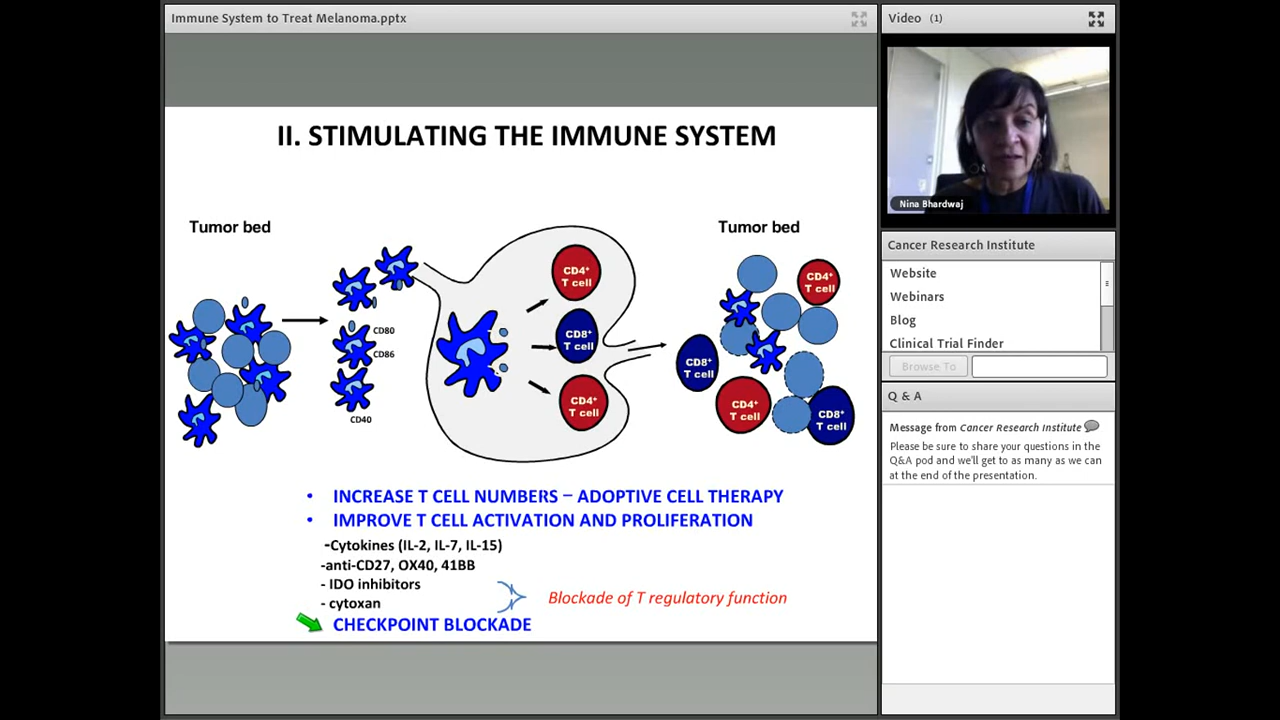 Immune System to Treat Melanoma.pptx
II. STIMULATING THE IMMUNE SYSTEM
Tumor bed
CD80
CD86
CD40
CD4+
T cell
CD8+
T cell
CD4+
T cell
Tumor bed
CD4+
T cell
CD8+
T cell
CD4+
T cell
CD8+
T cell
• INCREASE T CELL NUMBERS – ADOPTIVE CELL THERAPY
• IMPROVE T CELL ACTIVATION AND PROLIFERATION
-Cytokines (IL-2, IL-7, IL-15)
-anti-CD27, OX40, 41BB
- IDO inhibitors
- cytoxan
Blockade of T regulatory function
CHECKPOINT BLOCKADE
Video (1)
Nina Bhardwaj
Cancer Research Institute
Website
Webinars
Blog
Clinical Trial Finder
Browse To
Q & A
Message from Cancer Research Institute
Please be sure to share your questions in the
Q&A pod and we'll get to as many as we can
at the end of the presentation.